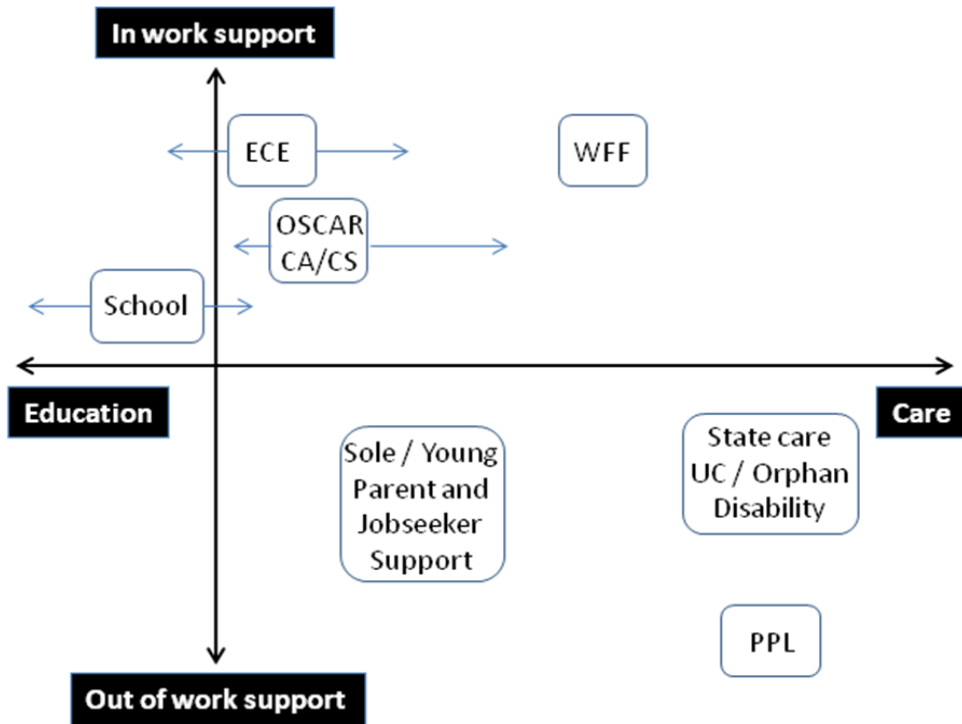 In work support
ECE
WFF
OSCAR
CA/CS
School
Education
Care
Sole / Young
Parent and
Jobseeker
Support
State care
UC / Orphan
Disability
PPL
Out of work support